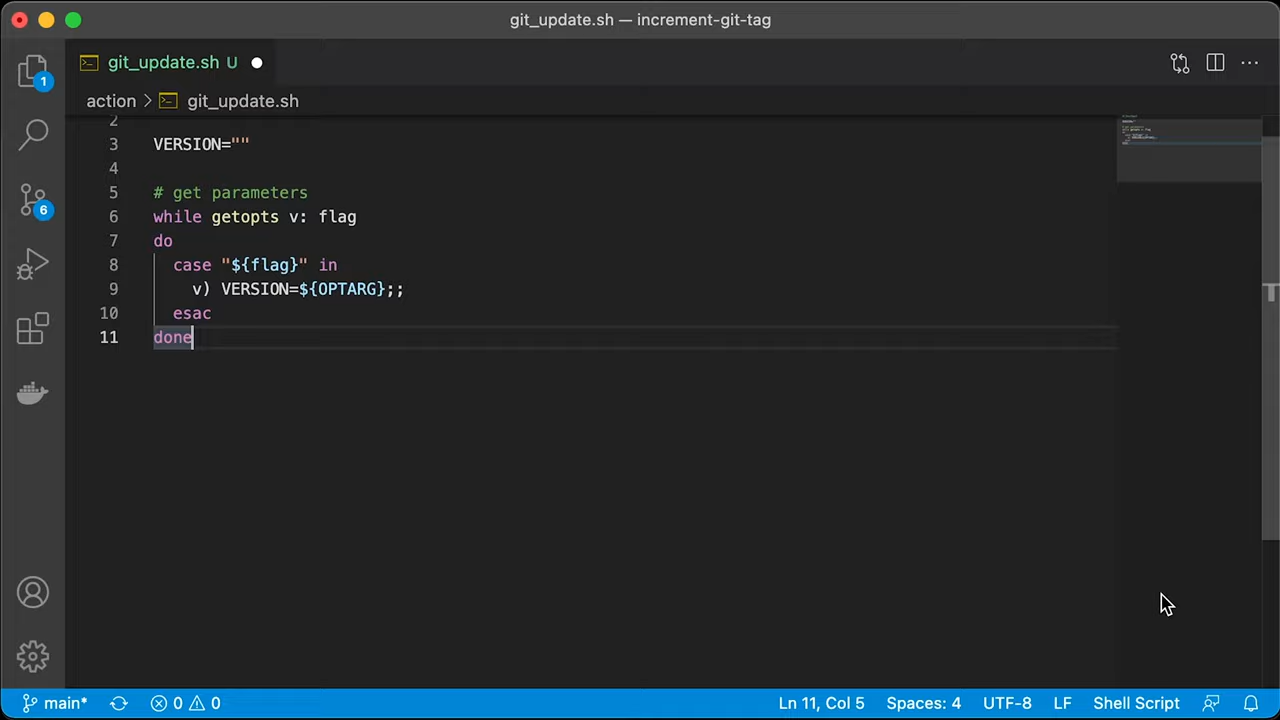 git_update.sh — increment-git-tag
1
git_update.sh U
action > git_update.sh
2
3 VERSION=""
4
5 # get parameters
6 while getopts v: flag
7 do
8 case "${flag}" in
9 v) VERSION=${OPTARG};;
10 esac
11 done
6
main* 0 0 Ln 11, Col 5 Spaces: 4 UTF-8 LF Shell Script